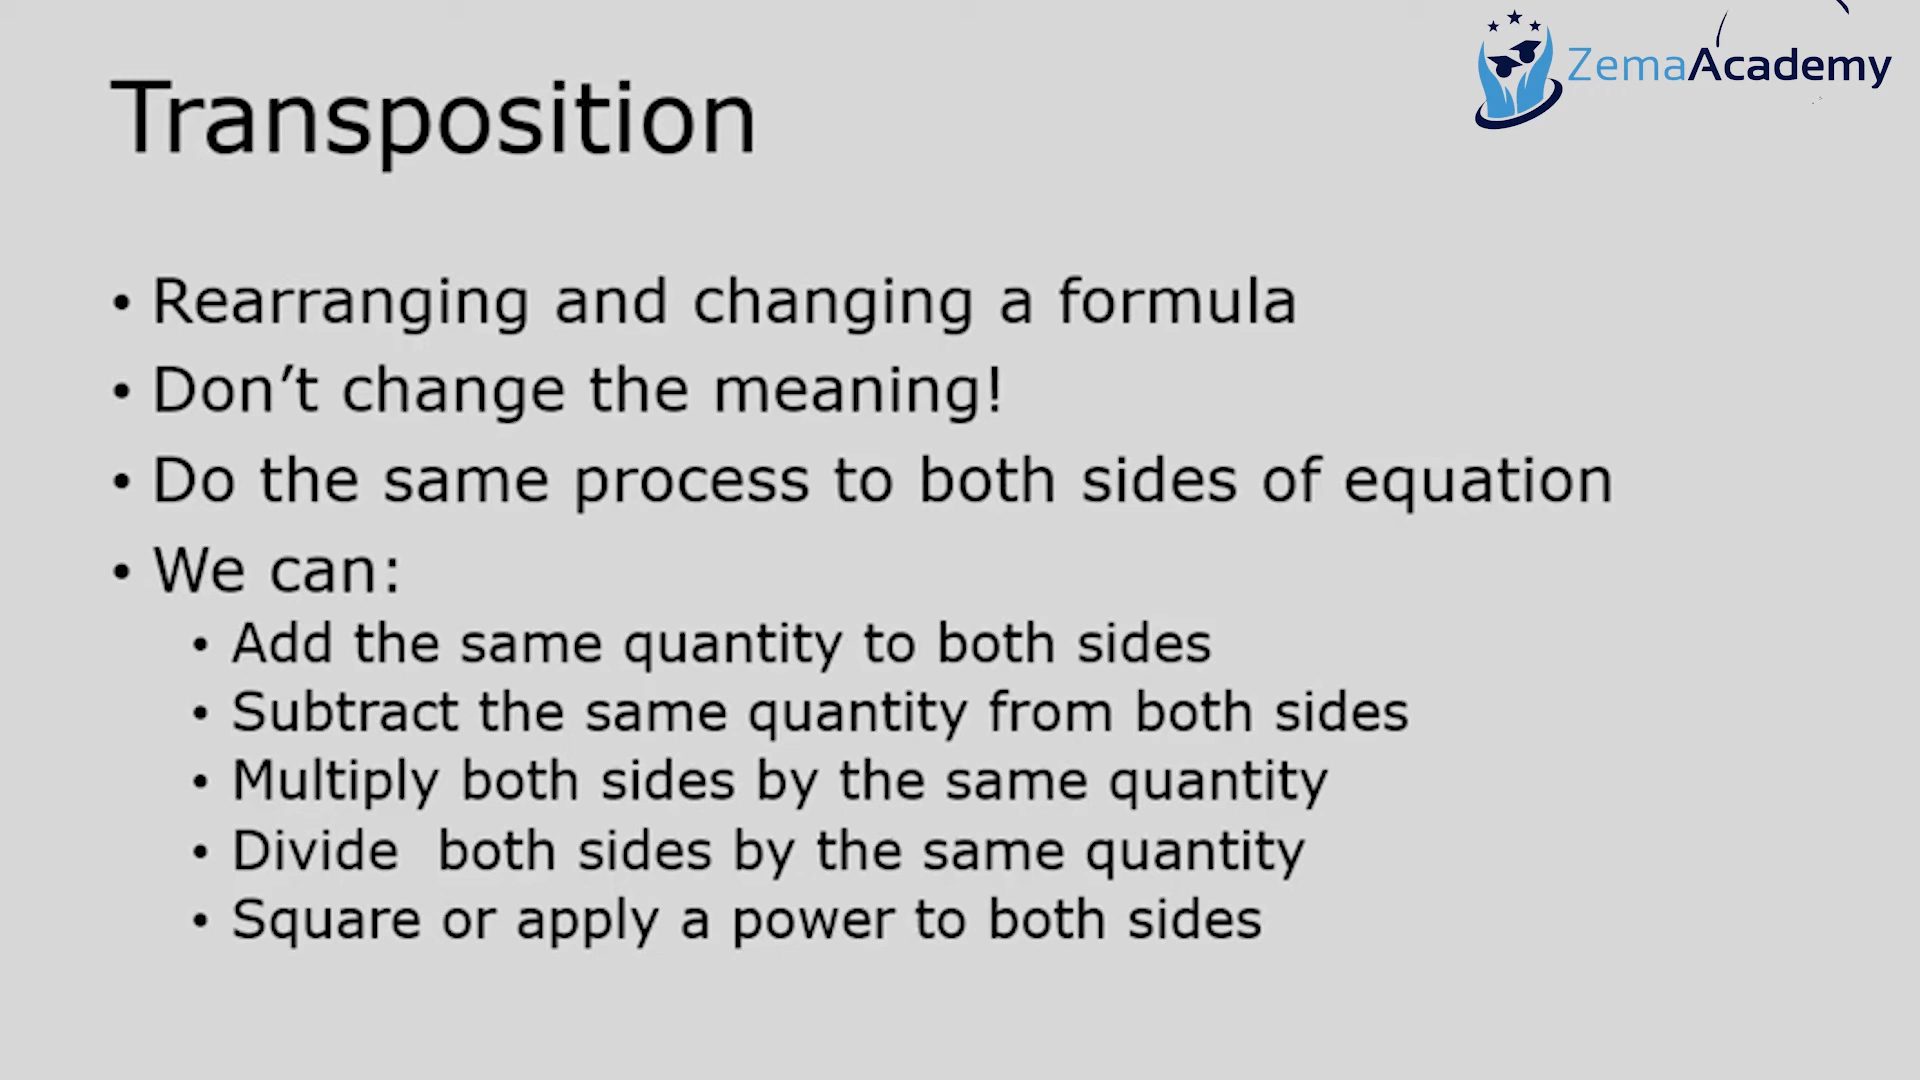 ZemaAcademy
Transposition
• Rearranging and changing a formula
• Don’t change the meaning!
• Do the same process to both sides of equation
• We can:
• Add the same quantity to both sides
• Subtract the same quantity from both sides
• Multiply both sides by the same quantity
• Divide  both sides by the same quantity
• Square or apply a power to both sides